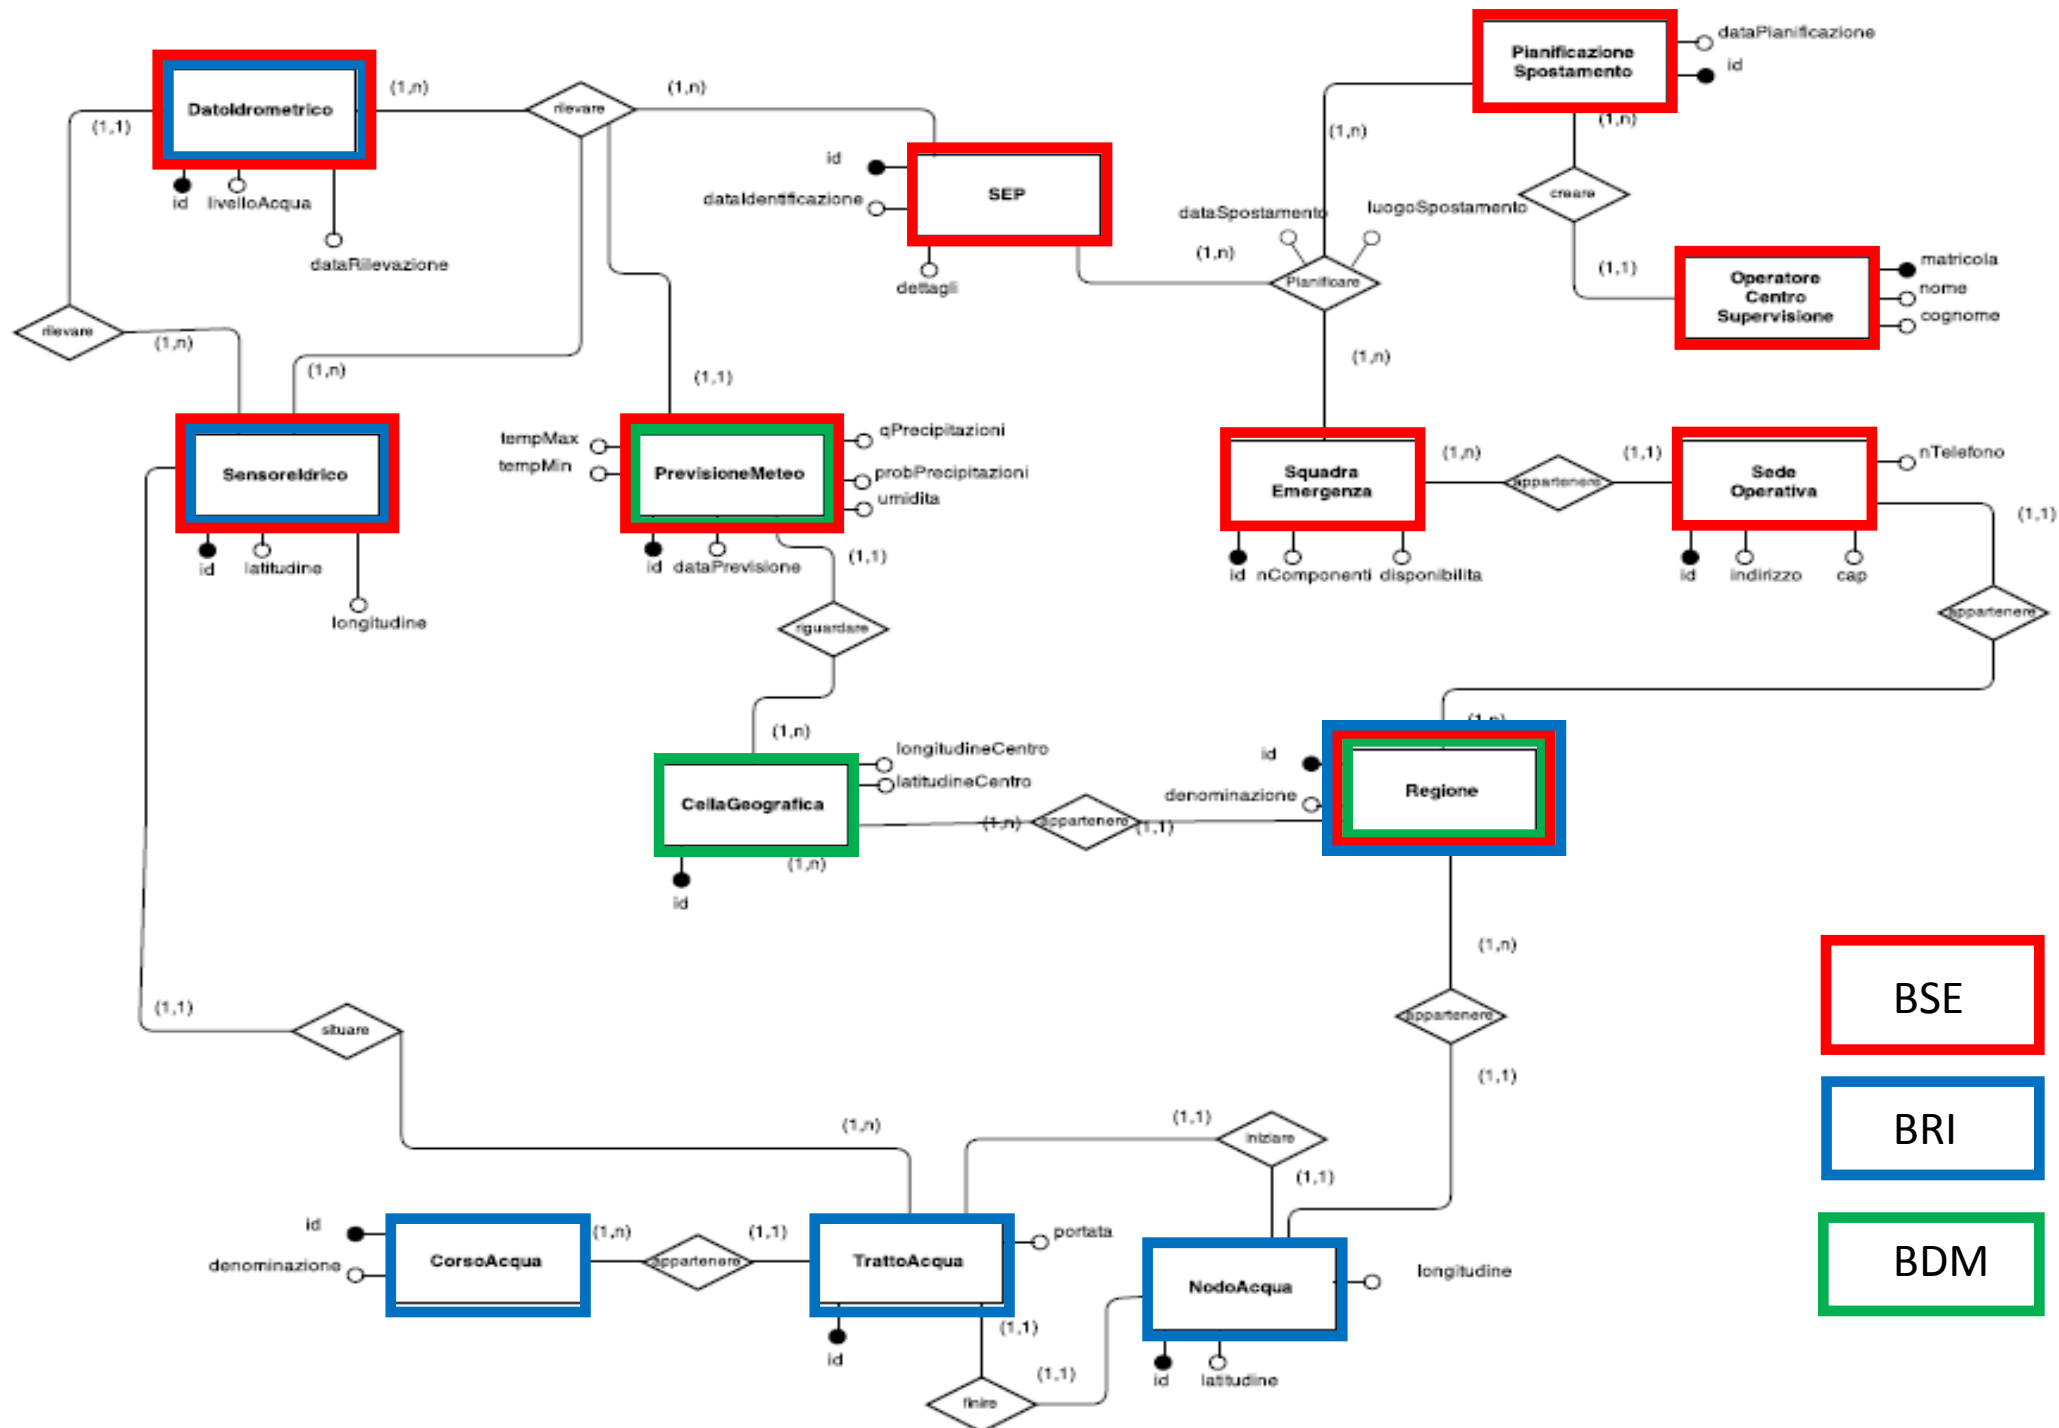 dataPianificazione
Pianificazione
Spostamento
id
(1,n)
(1,n)
DatoIdrometrico
(1,n)
rilevare
(1,n)
(1,1)
id
livelloAcqua
dataRilevazione
id
dataIdentificazione
SEP
dettagli
creare
dataSpostamento
luogoSpostamento
(1,n)
Planificare
(1,1)
Operatore
Centro
Supervisione
matricola
nome
cognome
rilevare
(1,n)
(1,n)
(1,1)
(1,n)
SensoreIdrico
id
latitudine
longitudine
tempMax
tempMin
PrevisioneMeteo
qPrecipitazioni
probPrecipitazioni
umidita
id
dataPrevisione
(1,1)
Squadra
Emergenza
(1,n)
appartenere
(1,1)
Sede
Operativa
nTelefono
id
nComponenti
disponibilita
id
indirizzo
cap
(1,1)
appartenere
riguardare
(1,n)
(1,n)
CellaGeografica
longitudineCentro
latitudineCentro
(1,n)
id
(1,n)
appartenere
(1,1)
id
denominazione
Regione
(1,n)
appartenere
(1,1)
BSE
BRI
BDM
(1,1)
situare
(1,n)
(1,1)
iniziare
(1,1)
id
denominazione
CorsoAcqua
(1,n)
appartenere
(1,1)
TrattoAcqua
portata
id
(1,1)
finire
(1,1)
NodoAcqua
longitudine
id
latitudine